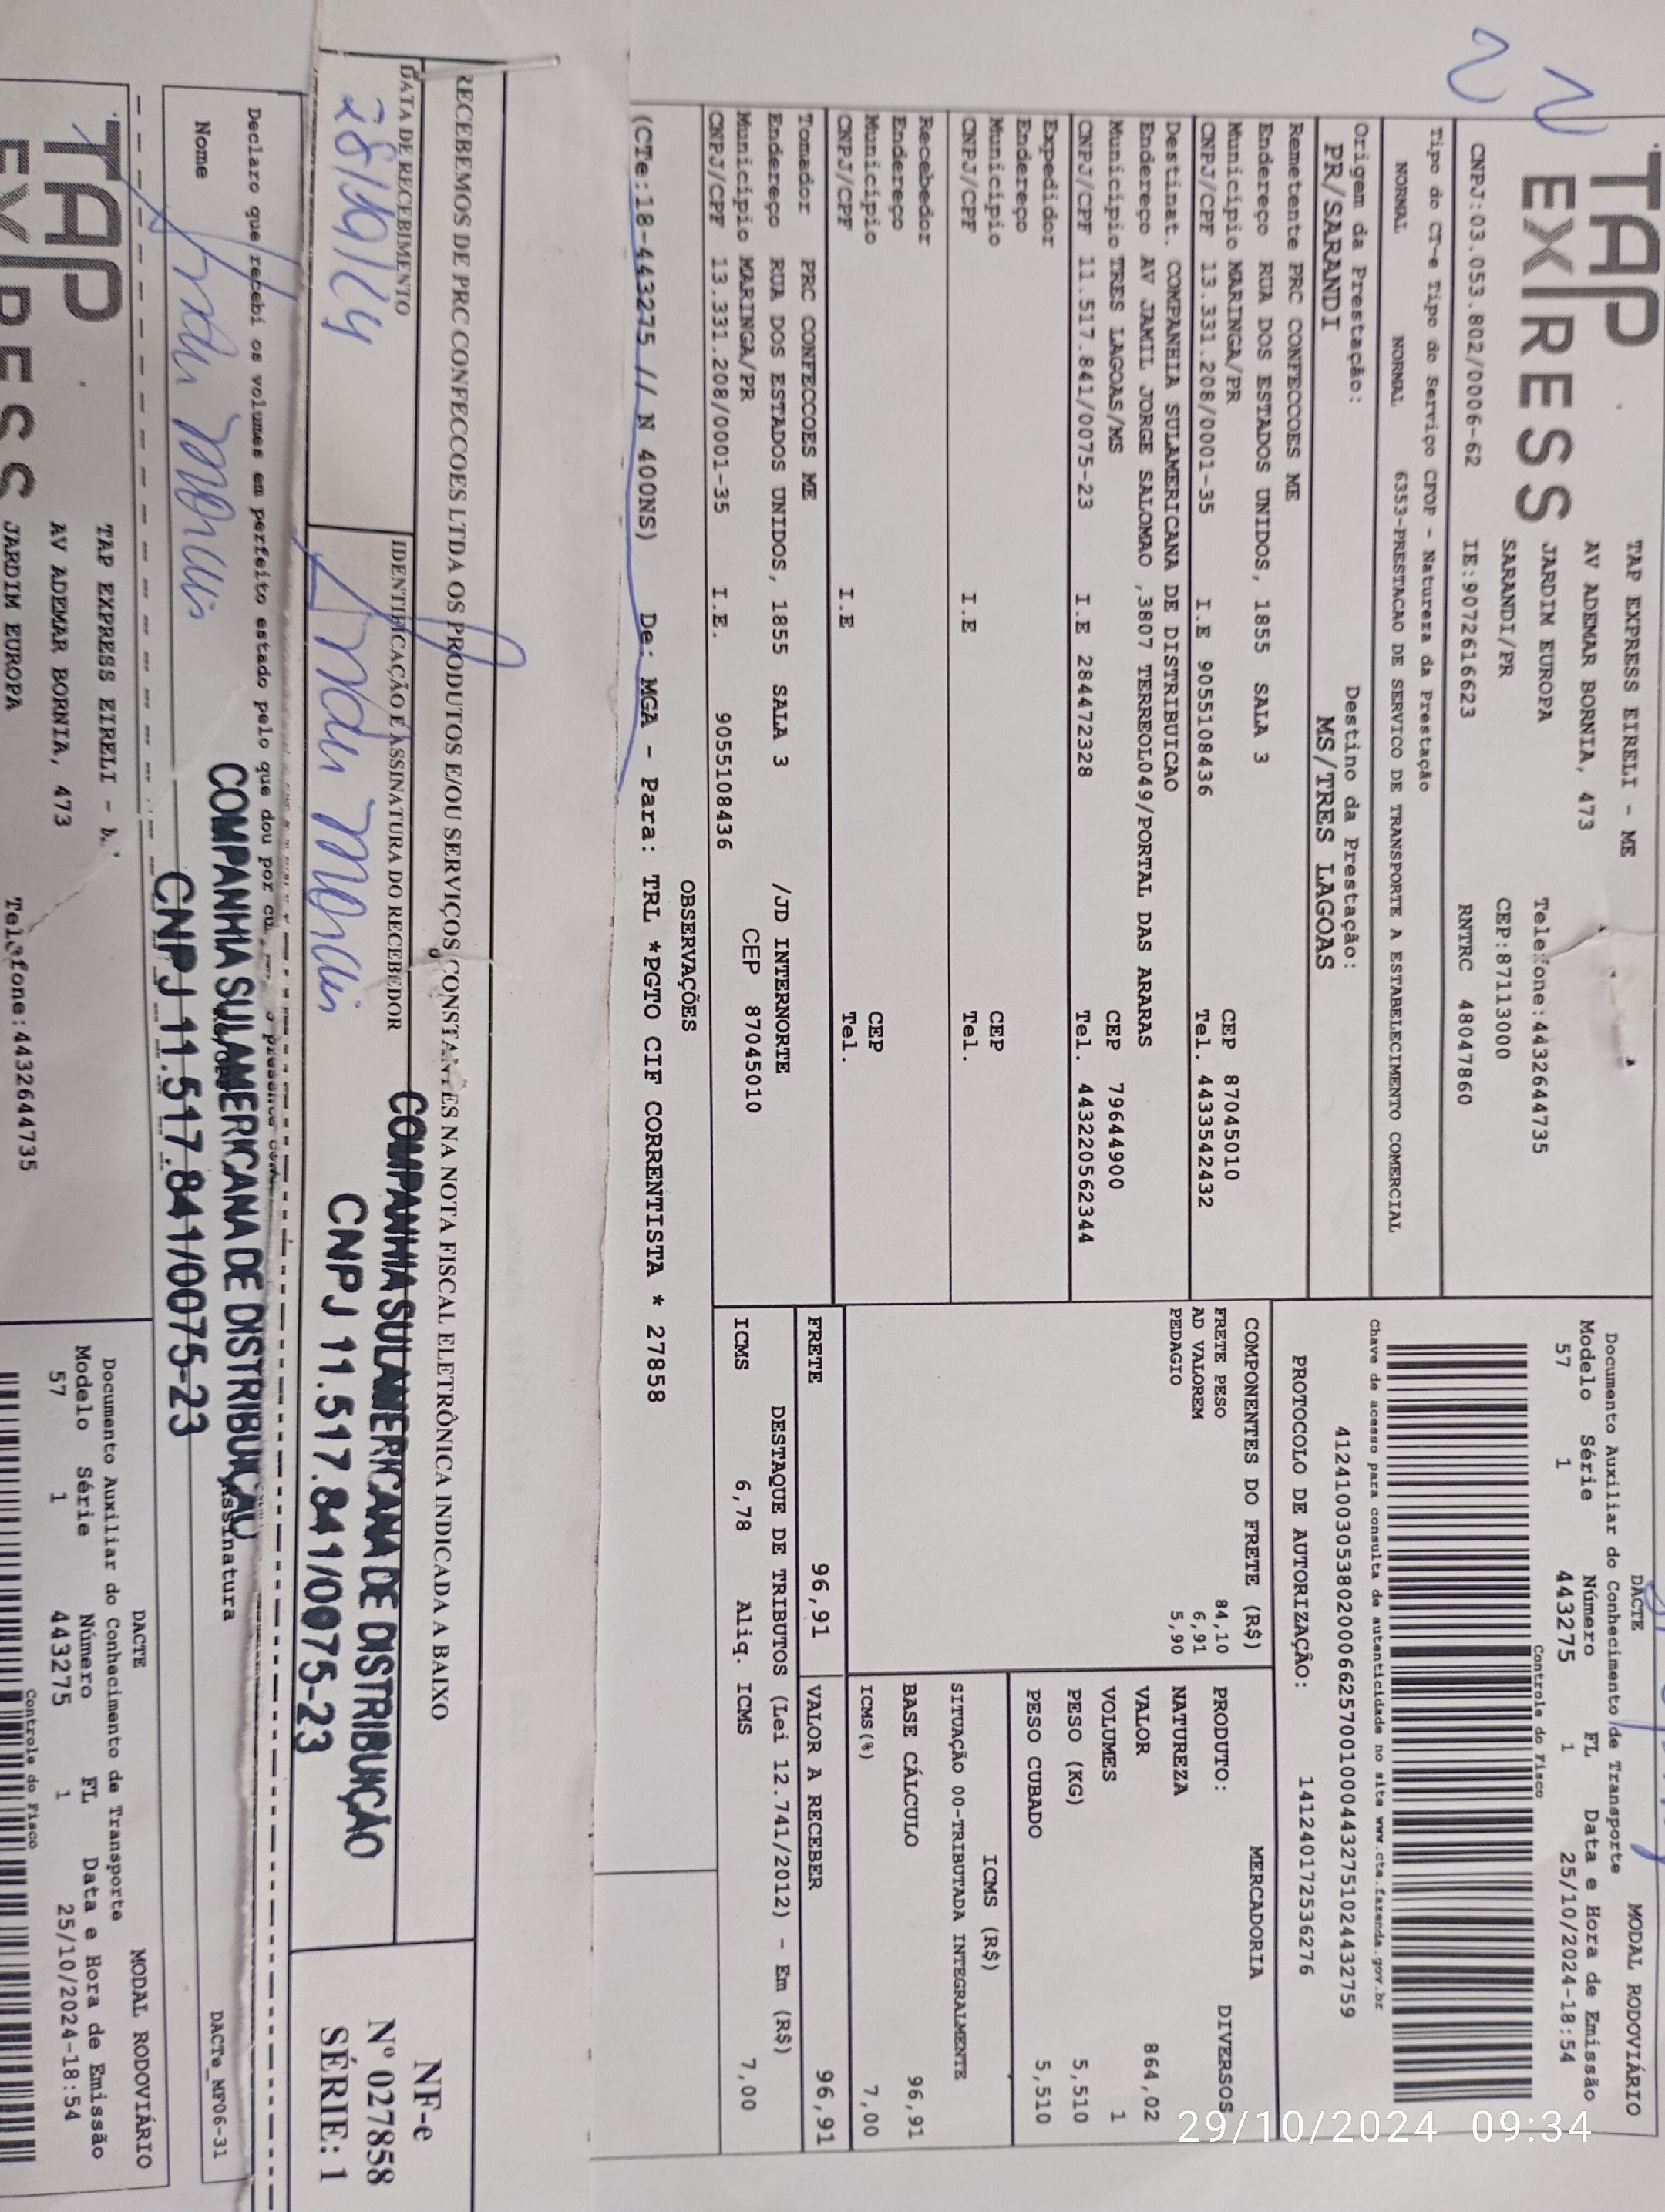 TAP
EXPRESS
TAP EXPRESS EIRELI - ME
AV ADEMAR BORNIA, 473
JARDIM EUROPA
SARANDI/PR
Telefone:4432644735
CEP:87113000
CNPJ:03.053.802/0006-62 IE:9072616623 RNTRC 48047860
Tipo do CT-e Tipo do Serviço CFOP - Natureza da Prestação
NORMAL NORMAL 6353-PRESTACAO DE SERVICO DE TRANSPORTE A ESTABELECIMENTO COMERCIAL
Origem da Prestação: Destino da Prestação:
PR/SARANDI MS/TRES LAGOAS
DACTE MODAL RODOVIÁRIO
Documento Auxiliar do Conhecimento de Transporte
Modelo Série Número FL Data e Hora de Emissão
57 1 443275 1 25/10/2024-18:54
Controle do Fisco
Chave de acesso para consulta de autenticidade no site www.cte.fazenda.gov.br
41241003053802000662570010004432751024432759
PROTOCOLO DE AUTORIZAÇÃO: 141240172536276
Remetente PRC CONFECCOES ME
Endereço RUA DOS ESTADOS UNIDOS, 1855 SALA 3
Município MARINGA/PR CEP 87045010
CNPJ/CPF 13.331.208/0001-35 I.E 9055108436 Tel. 4433542432
Destinat. COMPANHIA SULAMERICANA DE DISTRIBUICAO
Endereço AV JAMIL JORGE SALOMAO ,3807 TERREOL049/PORTAL DAS ARARAS
Município TRES LAGOAS/MS CEP 79644900
CNPJ/CPF 11.517.841/0075-23 I.E 284472328 Tel. 443220562344
Expedidor
Endereço
Município CEP
CNPJ/CPF I.E Tel.
Recebedor
Endereço
Município CEP
CNPJ/CPF I.E Tel.
Tomador PRC CONFECCOES ME
Endereço RUA DOS ESTADOS UNIDOS, 1855 SALA 3 /JD INTERNORTE
Município MARINGA/PR CEP 87045010
CNPJ/CPF 13.331.208/0001-35 I.E. 9055108436
COMPONENTES DO FRETE (R$)
FRETE PESO 84,10
AD VALOREM 6,91
PEDAGIO 5,90
MERCADORIA
PRODUTO: DIVERSOS
NATUREZA
VALOR 864,02
VOLUMES 1
PESO (KG) 5,510
PESO CUBADO 5,510
ICMS (R$)
SITUAÇÃO 00-TRIBUTADA INTEGRALMENTE
BASE CÁLCULO 96,91
ICMS(%) 7,00
FRETE 96,91 VALOR A RECEBER 96,91
DESTAQUE DE TRIBUTOS (Lei 12.741/2012) - Em (R$)
ICMS 6,78 Aliq. ICMS 7,00
OBSERVAÇÕES
(CTe:18-443275 // N 400NS) De: MGA - Para: TRL *PGTO CIF CORRENTISTA * 27858
RECEBEMOS DE PRC CONFECCOES LTDA OS PRODUTOS E/OU SERVIÇOS CONSTANTES NA NOTA FISCAL ELETRÔNICA INDICADA A BAIXO
DATA DE RECEBIMENTO IDENTIFICAÇÃO E ASSINATURA DO RECEBEDOR
COMPANHIA SULAMERICANA DE DISTRIBUIÇÃO
CNPJ 11.517.841/0075-23
NF-e
Nº 027858
SÉRIE: 1
Declaro que recebi os volumes em perfeito estado pelo que dou por
Nome
Assinatura
COMPANHIA SULAMERICANA DE DISTRIBUIÇÃO
CNPJ 11.517.841/0075-23
DACTe_MF06-31
TAP
EXPRESS
TAP EXPRESS EIRELI -
AV ADEMAR BORNIA, 473
JARDIM EUROPA
Telefone:4432644735
DACTE MODAL RODOVIÁRIO
Documento Auxiliar do Conhecimento de Transporte
Modelo Série Número FL Data e Hora de Emissão
57 1 443275 1 25/10/2024-18:54
Controle do Fisco
29/10/2024 09:34